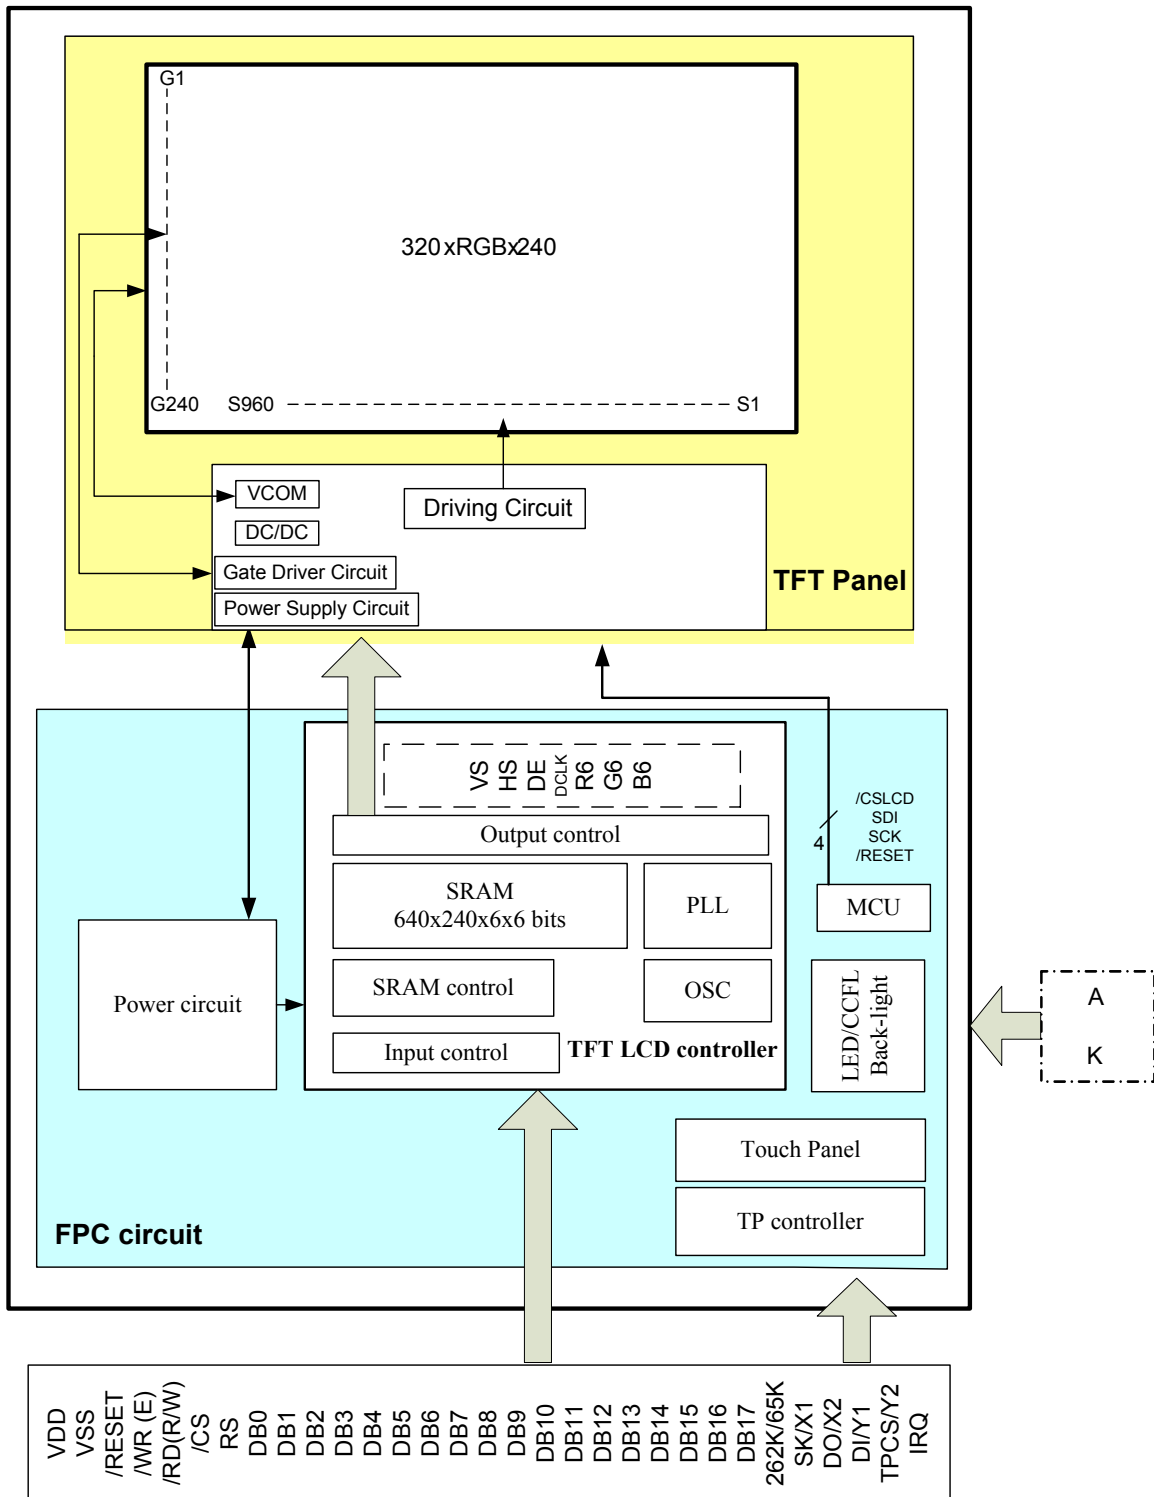 G1
320xRGBx240
G240
S960
S1
VCOM
Driving Circuit
DC/DC
Gate Driver Circuit
Power Supply Circuit
TFT Panel
VS
HS
DE
DCLK
R6
G6
B6
Output control
SRAM
640x240x6x6 bits
PLL
SRAM control
OSC
Input control
TFT LCD controller
Power circuit
/CSLCD
SDI
SCK
/RESET
4
MCU
LED/CCFL
Back-light
A
K
Touch Panel
TP controller
FPC circuit
VDD
VSS
/RESET
/WR (E)
/RD(R/W)
/CS
RS
DB0
DB1
DB2
DB3
DB4
DB5
DB6
DB7
DB8
DB9
DB10
DB11
DB12
DB13
DB14
DB15
DB16
DB17
262K/65K
SK/X1
DO/X2
DI/Y1
TPCS/Y2
IRQ